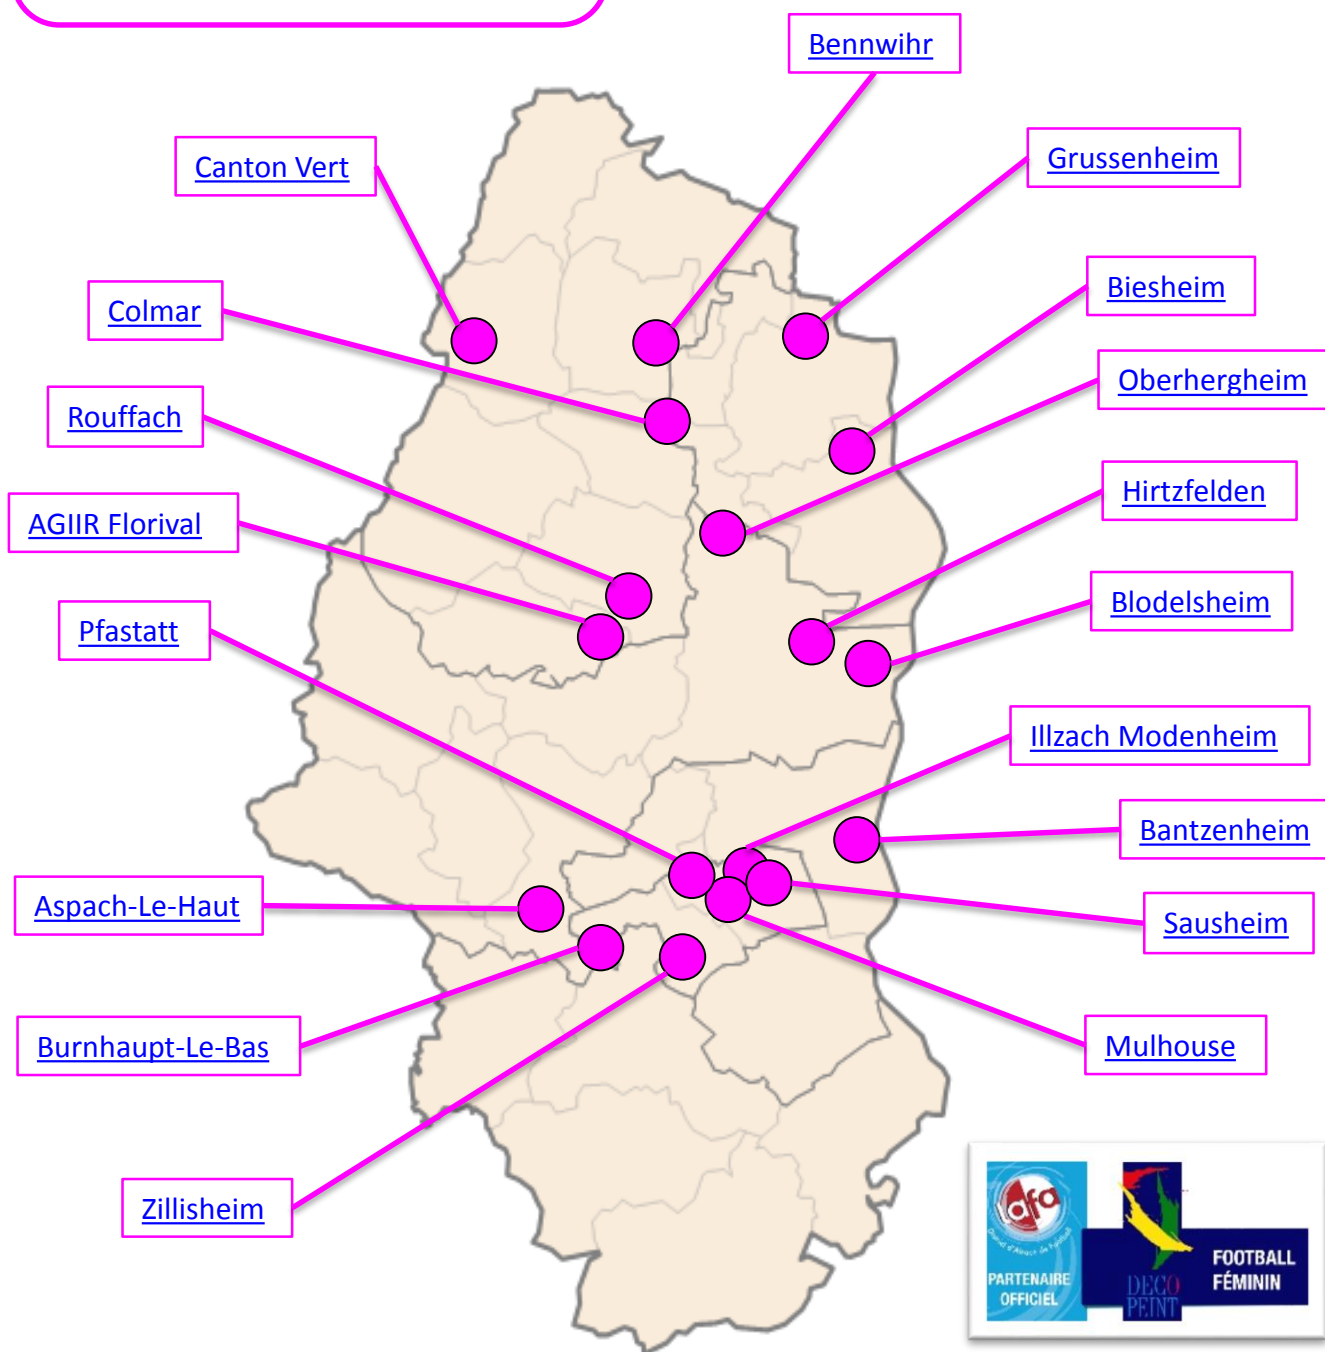 Bennwihr
Canton Vert
Grussenheim
Colmar
Biesheim
Oberhergheim
Rouffach
Hirtzfelden
AGIIR Florival
Blodelsheim
Pfastatt
Illzach Modenheim
Bantzenheim
Aspach-Le-Haut
Sausheim
Burnhaupt-Le-Bas
Mulhouse
Zillisheim
lafa
PARTENAIRE
OFFICIEL
DECO
PEINT
FOOTBALL
FÉMININ